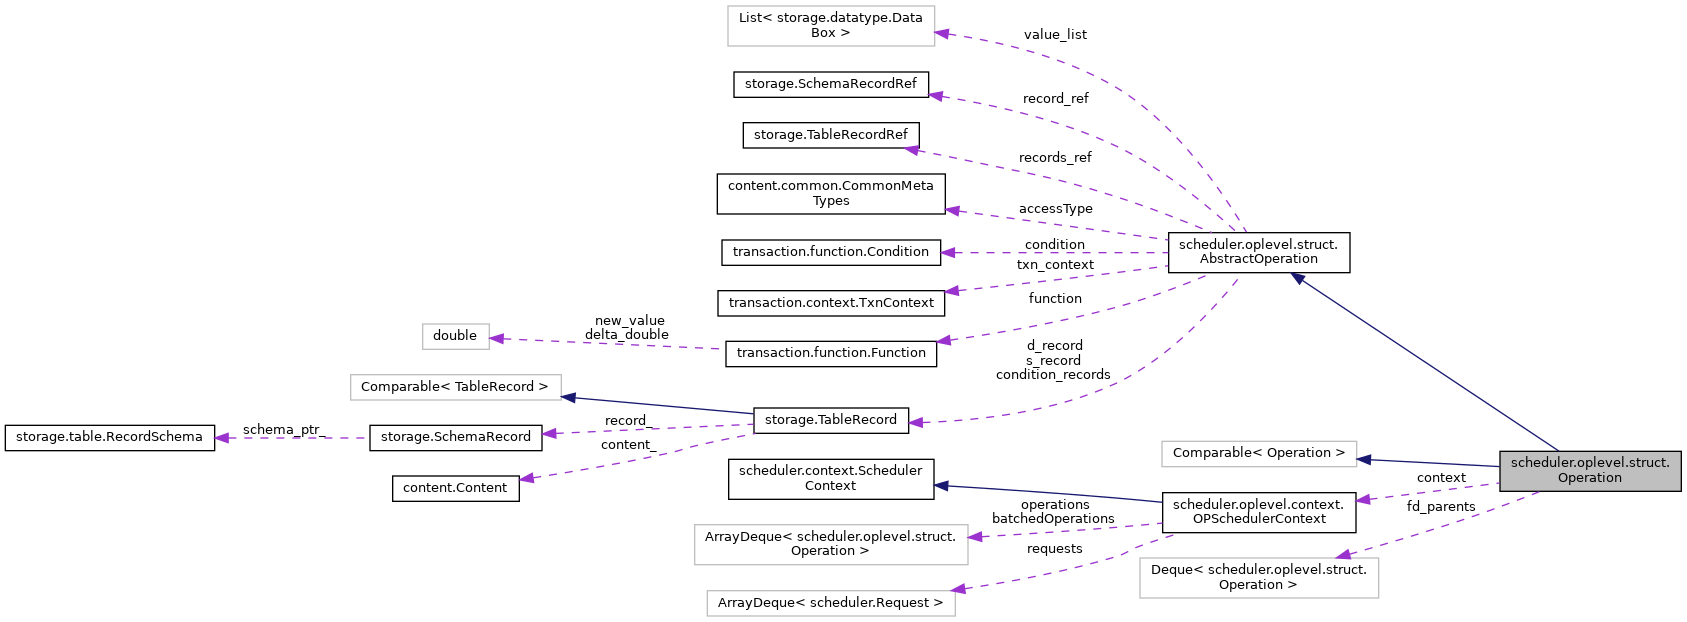 List< storage.datatype.Data
Box >
value_list
storage.SchemaRecordRef
record_ref
storage.TableRecordRef
records_ref
content.common.CommonMeta
Types
accessType
transaction.function.Condition
condition
scheduler.oplevel.struct.
AbstractOperation
txn_context
transaction.context.TxnContext
function
new_value
delta_double
double
transaction.function.Function
d_record
s_record
condition_records
Comparable< TableRecord >
storage.TableRecord
record_
schema_ptr_
storage.table.RecordSchema
storage.SchemaRecord
content_
content.Content
Comparable< Operation >
scheduler.oplevel.struct.
Operation
scheduler.context.Scheduler
Context
context
scheduler.oplevel.context.
OPSchedulerContext
fd_parents
operations
batchedOperations
ArrayDeque< scheduler.oplevel.struct.
Operation >
requests
Deque< scheduler.oplevel.struct.
Operation >
ArrayDeque< scheduler.Request >